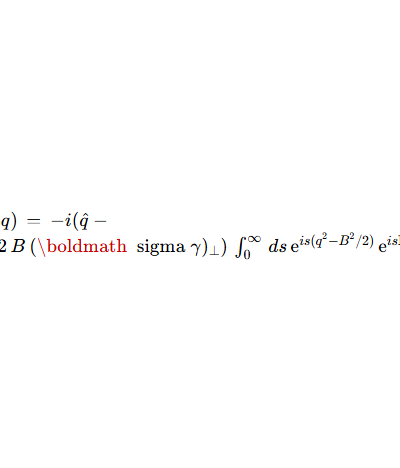 q) = −i(q̂ −
2 B (\boldmath sigma γ)⊥) ∫₀^∞ ds e^{is(q²−B²/2)} e^{is